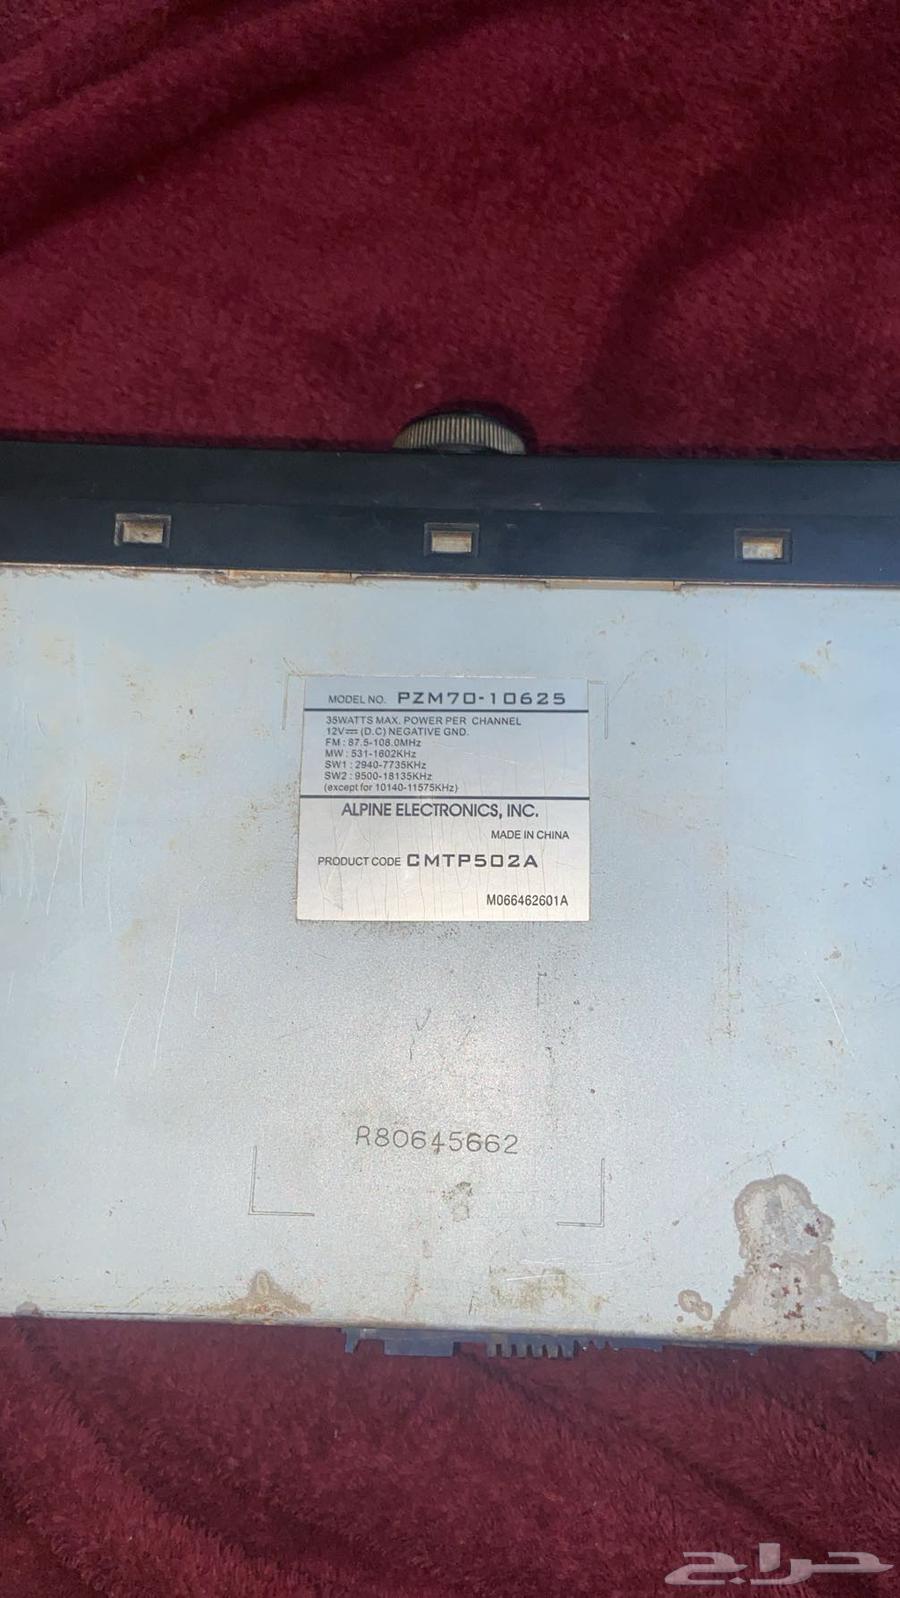 MODEL NO. PZM70-10625
35WATTS MAX. POWER PER CHANNEL
12V⎓ (D.C) NEGATIVE GND.
FM : 87.5-108.0MHz
MW : 531-1602KHz
SW1 : 2940-7735KHz
SW2 : 9500-18135KHz
(except for 10140-11575KHz)
ALPINE ELECTRONICS, INC.
MADE IN CHINA
PRODUCT CODE CMTP502A
M066462601A
R80645662
حراج